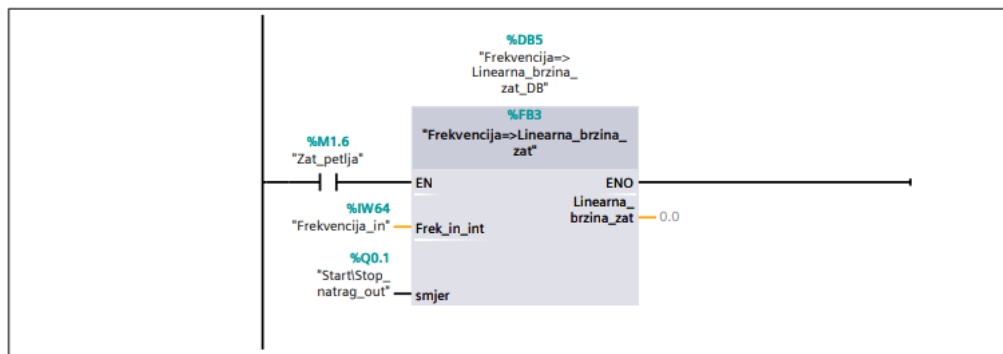 %DB5
"Frekvencija=>
Linearna_brzina_
zat_DB"
%FB3
"Frekvencija=>Linearna_brzina_
zat"
%M1.6
"Zat_petlja"
EN
ENO
%IW64
"Frekvencija_in"
Frek_in_int
Linearna_
brzina_zat
0.0
%Q0.1
"Start\Stop_
natrag_out"
smjer